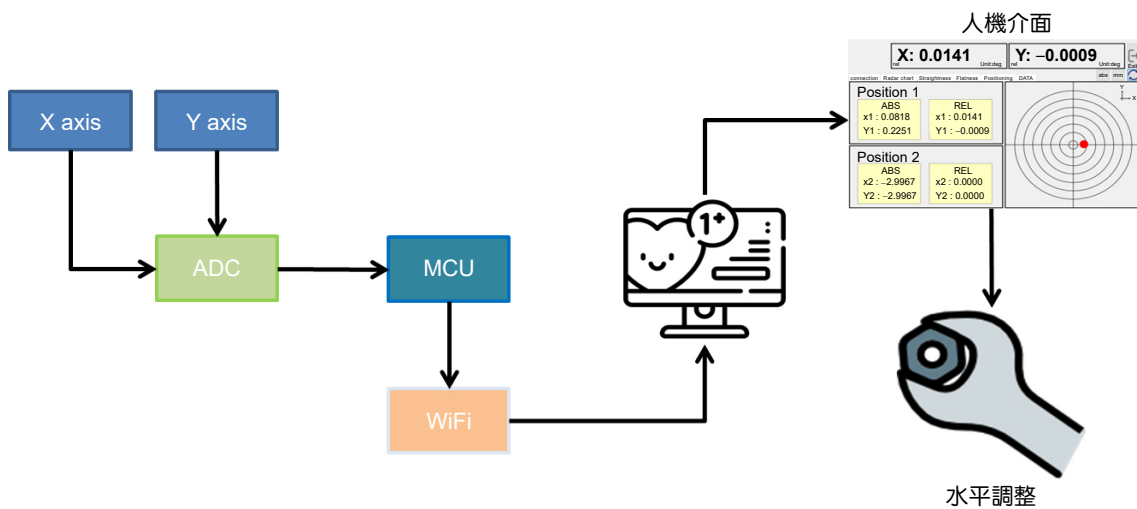 人機介面
X: 0.0141
rel
Unit:deg
Y: −0.0009
rel
Unit:deg
Exit
connection Radar chart Straightness Flatness Positioning DATA
abs mm
Position 1
ABS
x1 : 0.0818
Y1 : 0.2251
REL
x1 : 0.0141
Y1 : −0.0009
Y
X
Position 2
ABS
x2 : −2.9967
Y2 : −2.9967
REL
x2 : 0.0000
Y2 : 0.0000
X axis
Y axis
ADC
MCU
WiFi
1+
水平調整